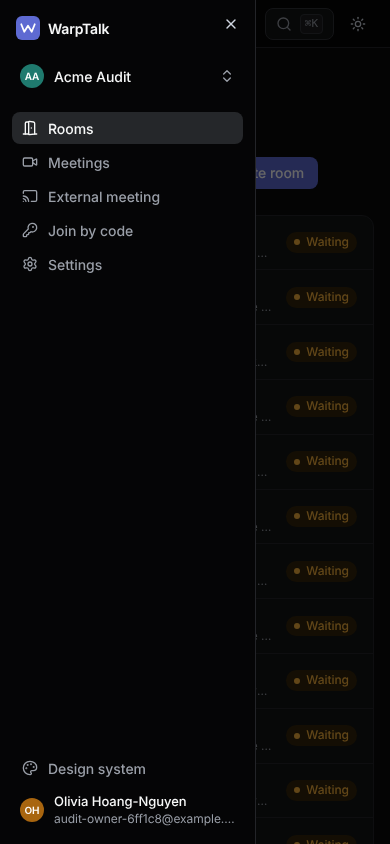 WarpTalk
⌘K
AA Acme Audit
Rooms
Meetings
te room
External meeting
Join by code
Waiting
Settings
Waiting
Waiting
Waiting
Waiting
Waiting
Waiting
Waiting
Waiting
Waiting
Design system
Waiting
OH Olivia Hoang-Nguyen
audit-owner-6ff1c8@example....
Waiting